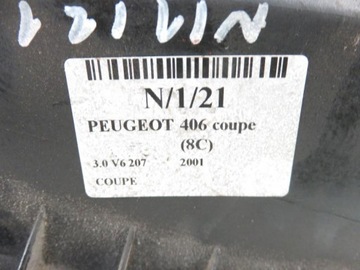 N/1/21
N/1/21
PEUGEOT 406 coupe
(8C)
3.0 V6 207 2001
COUPE